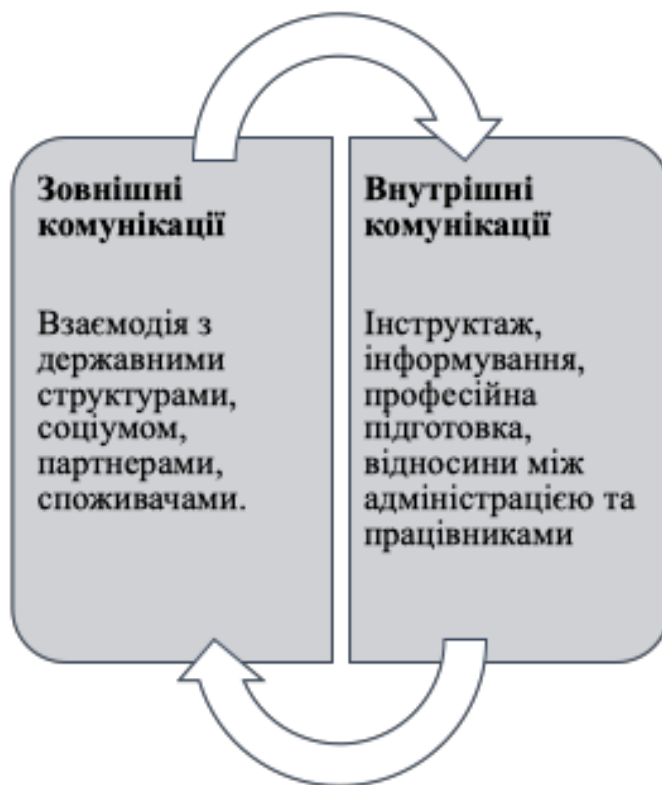 Зовнішні
комунікації
Взаємодія з
державними
структурами,
соціумом,
партнерами,
споживачами.
Внутрішні
комунікації
Інструктаж,
інформування,
професійна
підготовка,
відносини між
адміністрацією та
працівниками